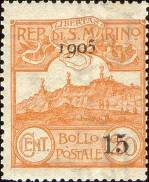 LIBERTAS
REP. DI S. MARINO
1905
CENT. 15
BOLLO
POSTALE